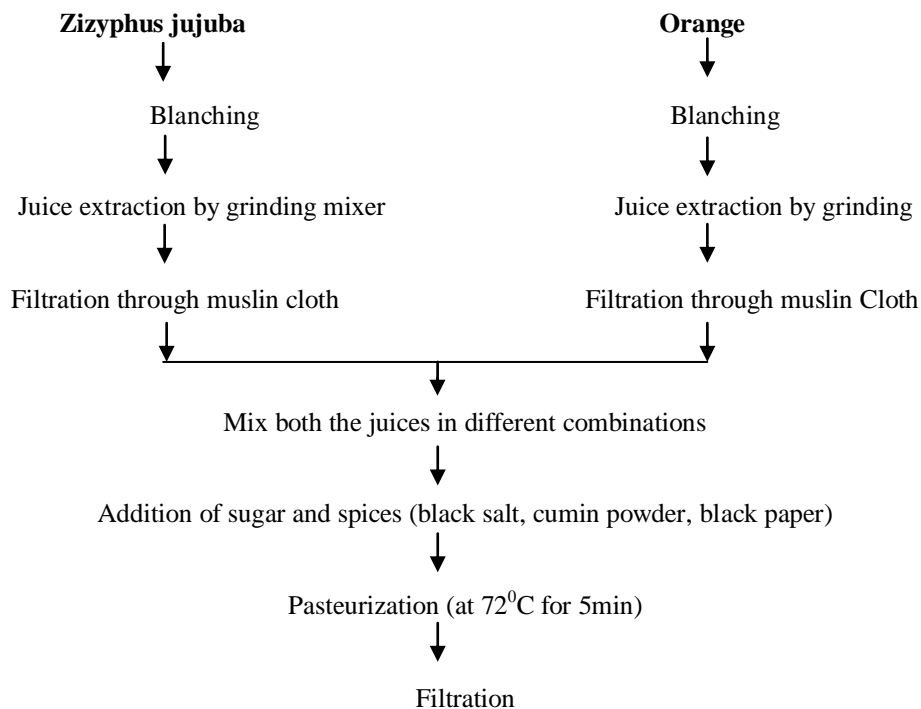 Zizyphus jujuba
Orange
Blanching
Blanching
Juice extraction by grinding mixer
Juice extraction by grinding
Filtration through muslin cloth
Filtration through muslin Cloth
Mix both the juices in different combinations
Addition of sugar and spices (black salt, cumin powder, black paper)
Pasteurization (at 72⁰C for 5min)
Filtration